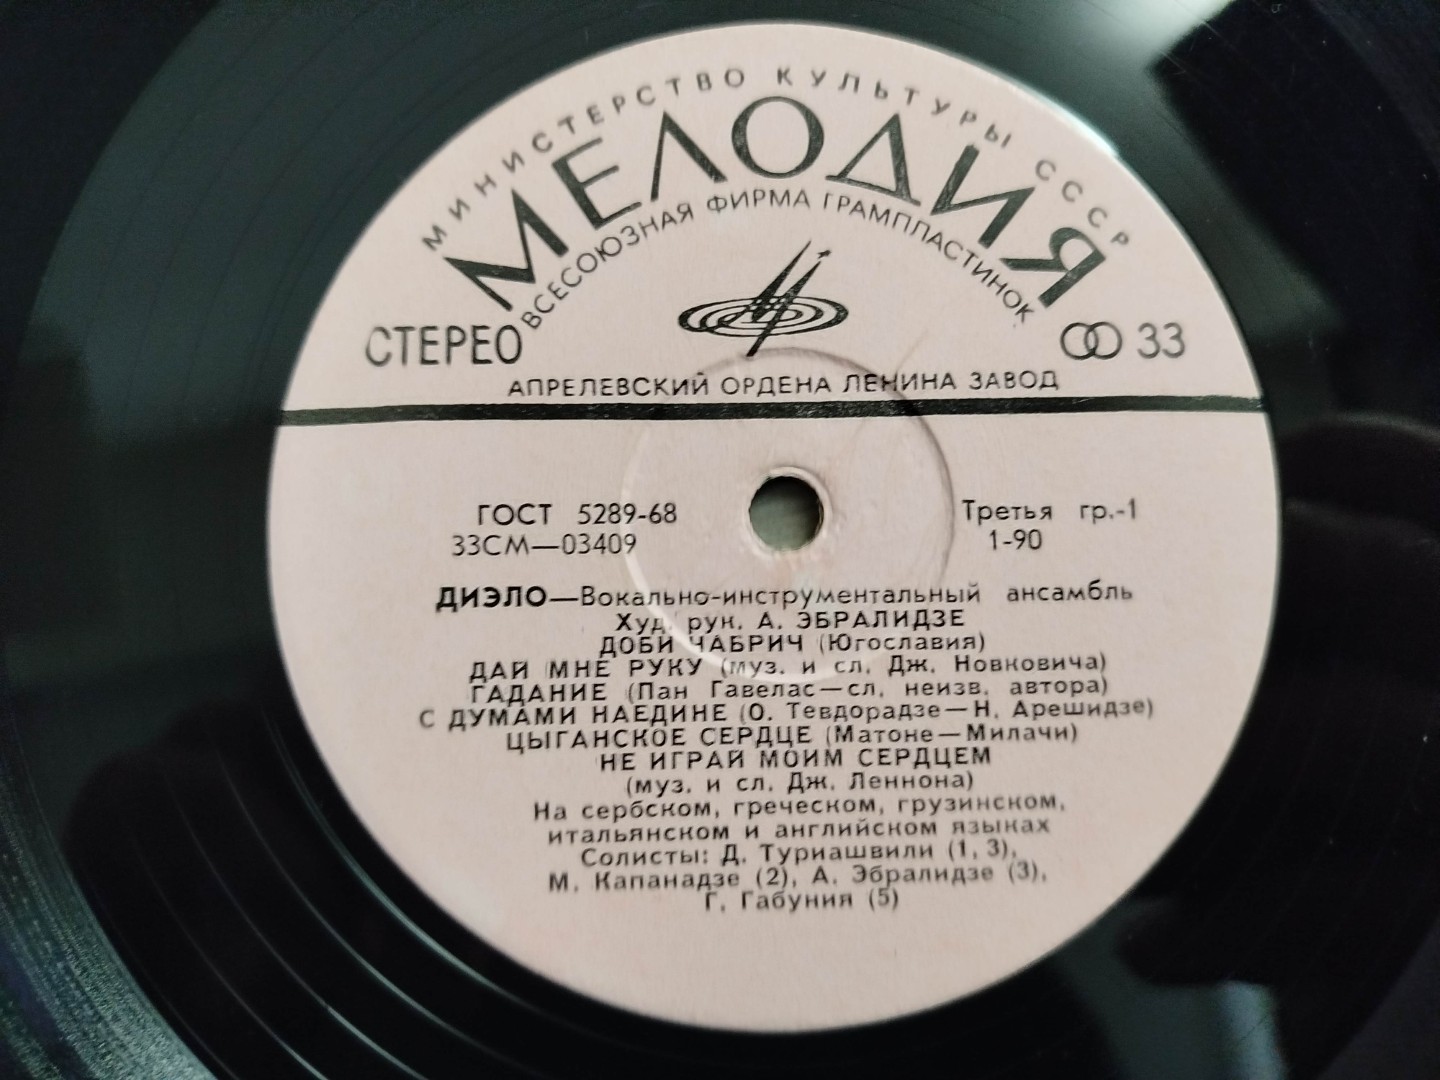 МИНИСТЕРСТВО КУЛЬТУРЫ СССР
МЕЛОДИЯ
ВСЕСОЮЗНАЯ ФИРМА ГРАМПЛАСТИНОК
СТЕРЕО
33
АПРЕЛЕВСКИЙ ОРДЕНА ЛЕНИНА ЗАВОД
ГОСТ 5289-68 Третья гр.-1
33СМ—03409 1-90
ДИЭЛО—Вокально-инструментальный ансамбль
Худ. рук. А. ЭБРАЛИДЗЕ
ДОБИ ЧАБРИЧ (Югославия)
ДАЙ МНЕ РУКУ (муз. и сл. Дж. Новковича)
ГАДАНИЕ (Пан Гавелас—сл. неизв. автора)
С ДУМАМИ НАЕДИНЕ (О. Тевдорадзе—Н. Арешидзе)
ЦЫГАНСКОЕ СЕРДЦЕ (Матоне—Милачи)
НЕ ИГРАЙ МОИМ СЕРДЦЕМ
(муз. и сл. Дж. Леннона)
На сербском, греческом, грузинском,
итальянском и английском языках
Солисты: Д. Туриашвили (1, 3),
М. Капанадзе (2), А. Эбралидзе (3),
Г. Габуния (5)